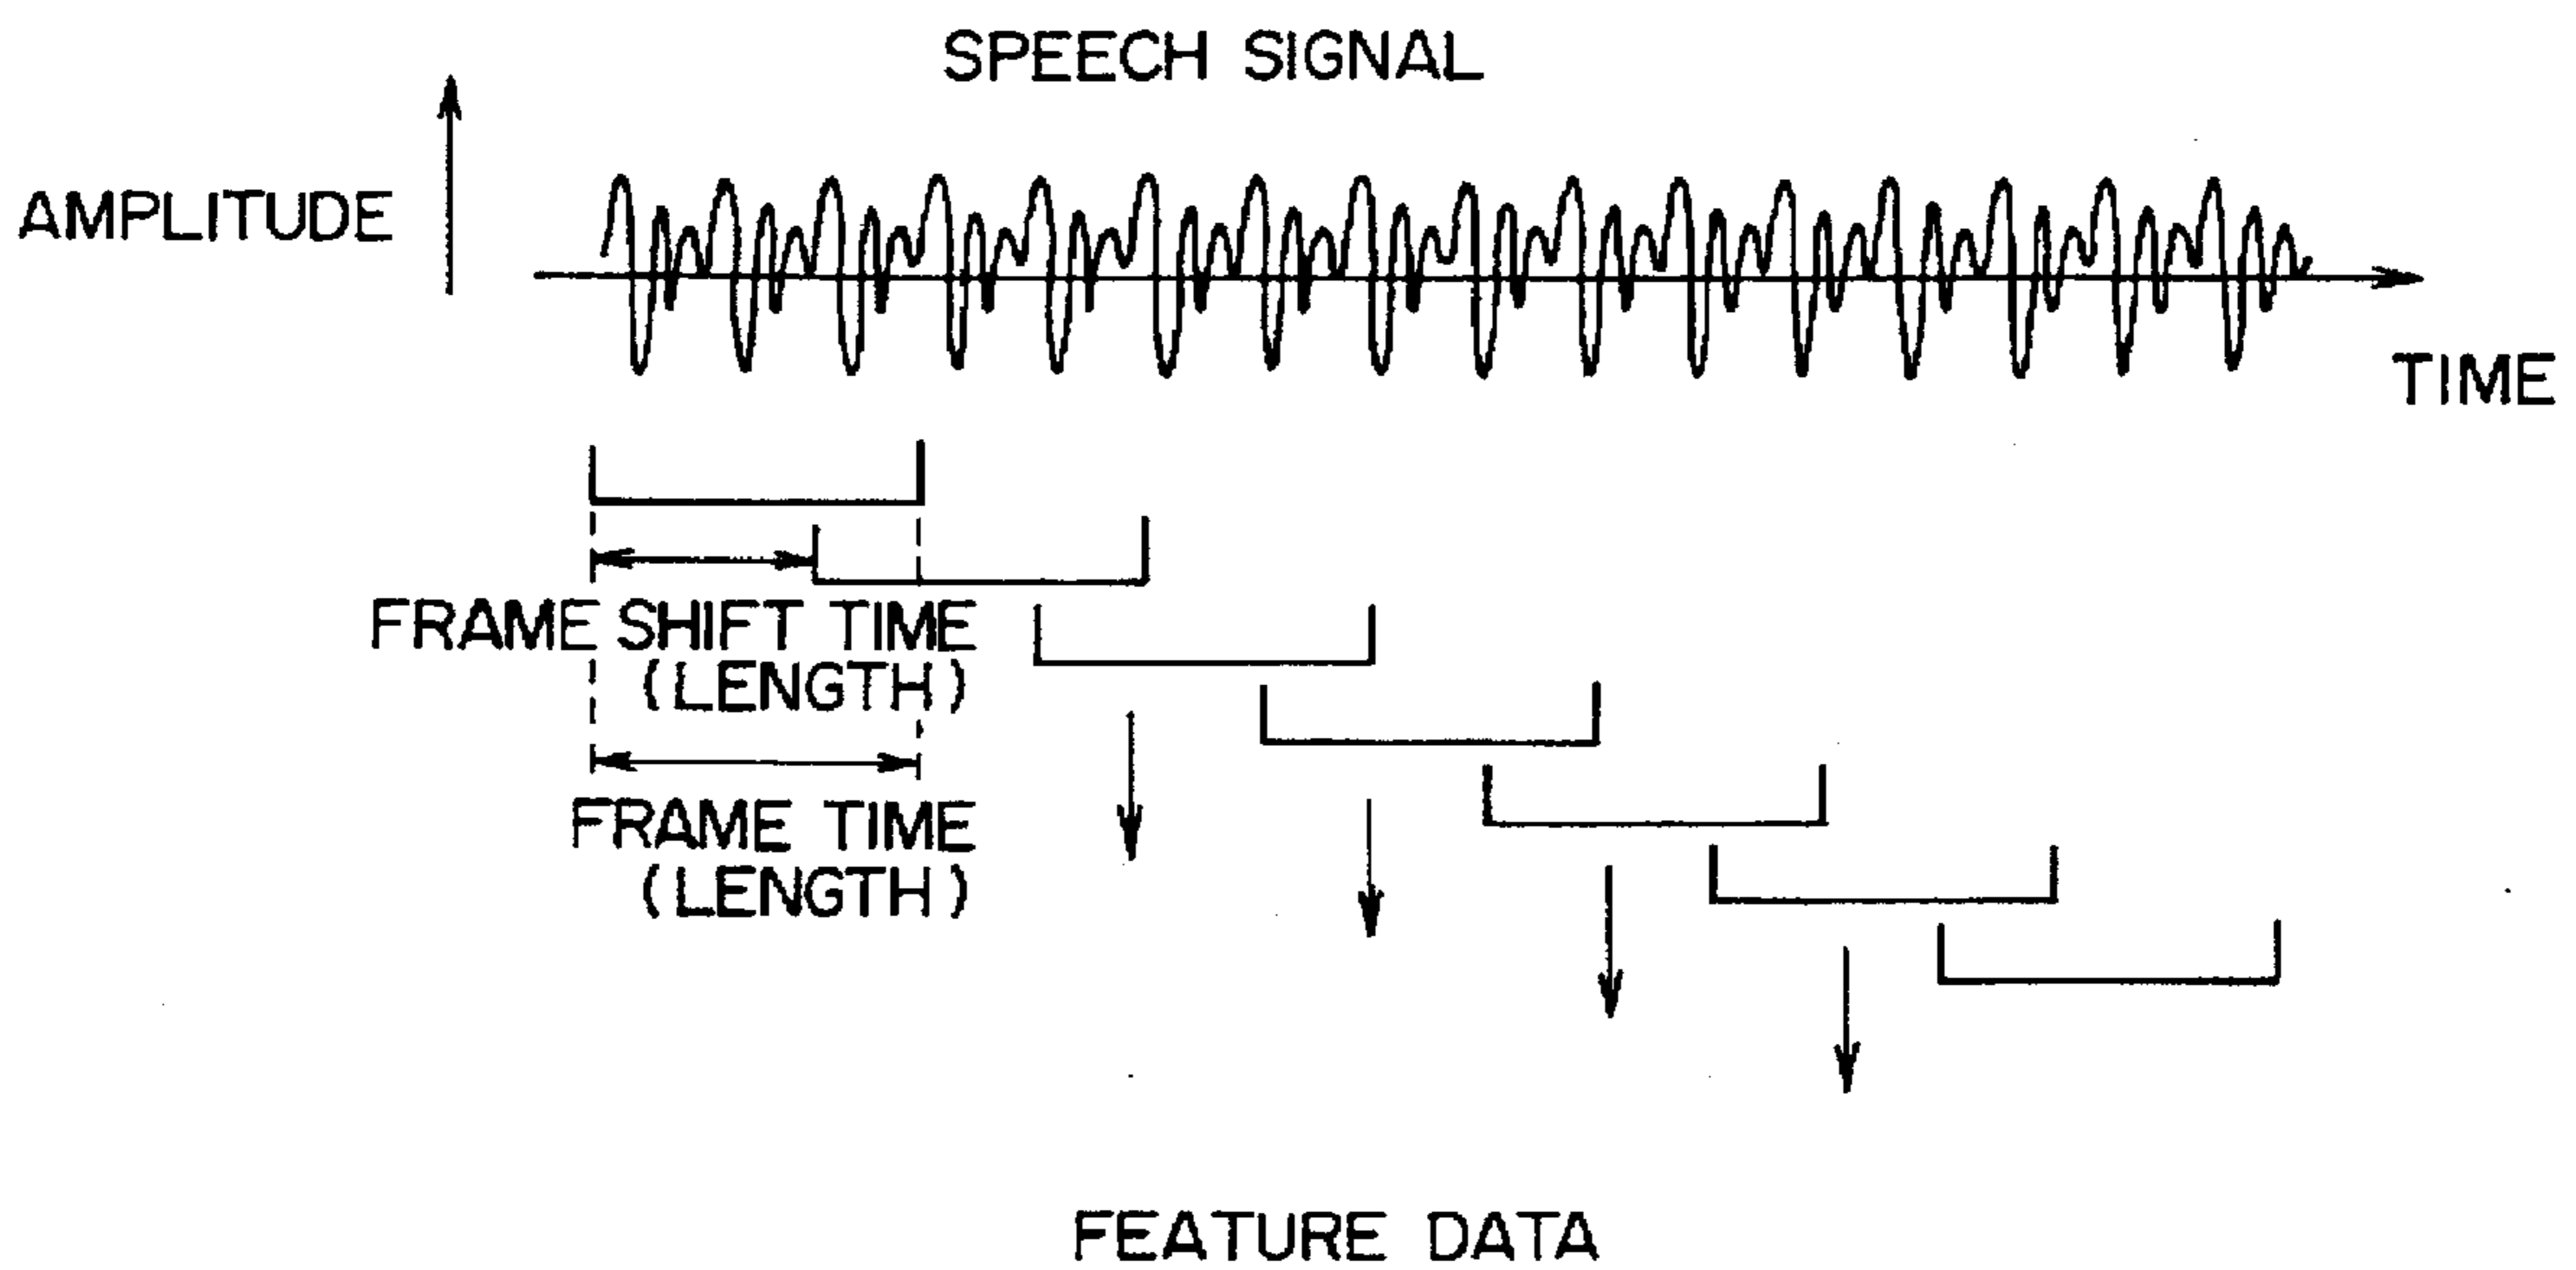 SPEECH SIGNAL
AMPLITUDE
TIME
FRAME SHIFT TIME
(LENGTH)
FRAME TIME
(LENGTH)
FEATURE DATA